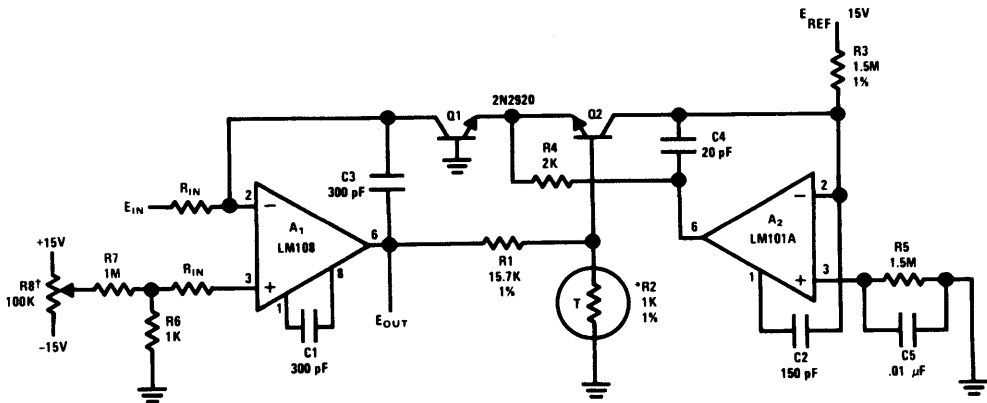 E REF 15V
R3
1.5M
1%
2N2920
Q1
Q2
C4
20 pF
R4
2K
C3
300 pF
RIN
EIN
2
−
A1
LM108
6
8
3
+
1
+15V
R7
1M
RIN
R8†
100K
−15V
R6
1K
C1
300 pF
EOUT
R1
15.7K
1%
T
*R2
1K
1%
2
−
A2
LM101A
6
1
+
3
R5
1.5M
C2
150 pF
C5
.01 μF